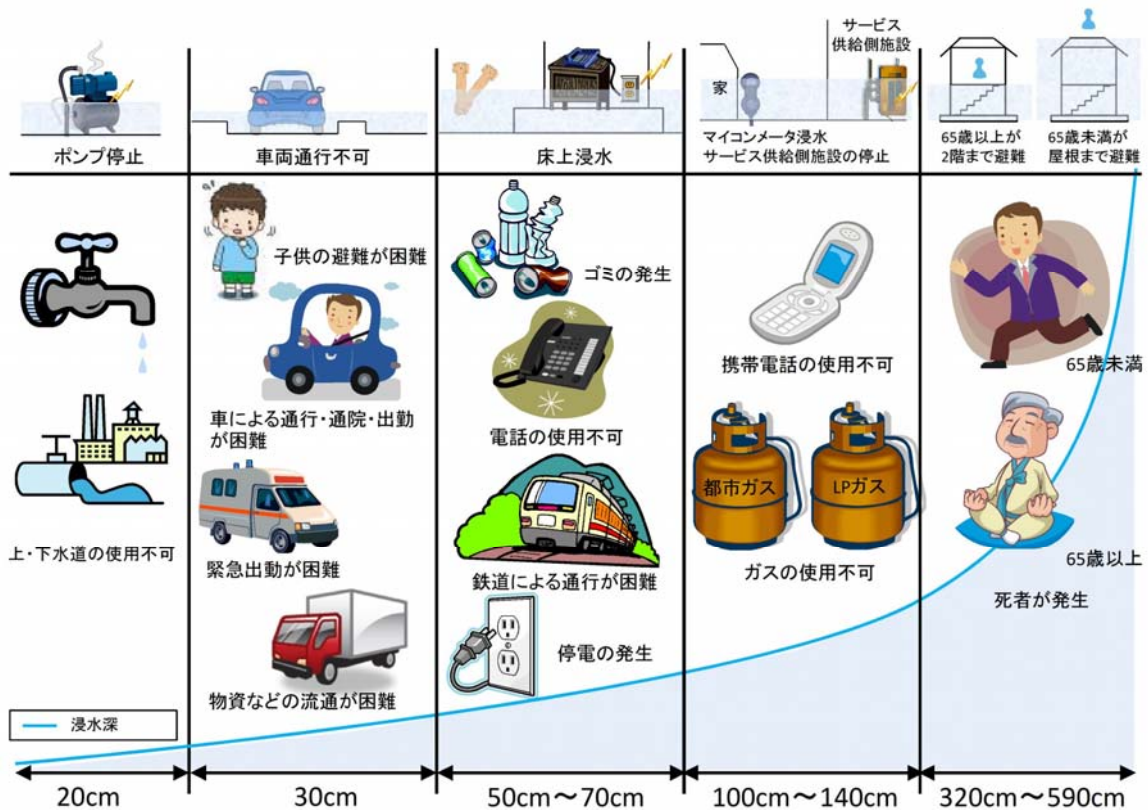 サービス
供給側施設
家
ポンプ停止
車両通行不可
床上浸水
マイコンメータ浸水
サービス供給側施設の停止
65歳以上が
2階まで避難
65歳未満が
屋根まで避難
上・下水道の使用不可
子供の避難が困難
車による通行・通院・出勤
が困難
緊急出動が困難
物資などの流通が困難
ゴミの発生
電話の使用不可
鉄道による通行が困難
停電の発生
携帯電話の使用不可
都市ガス
LPガス
ガスの使用不可
65歳未満
65歳以上
死者が発生
浸水深
20cm
30cm
50cm～70cm
100cm～140cm
320cm～590cm